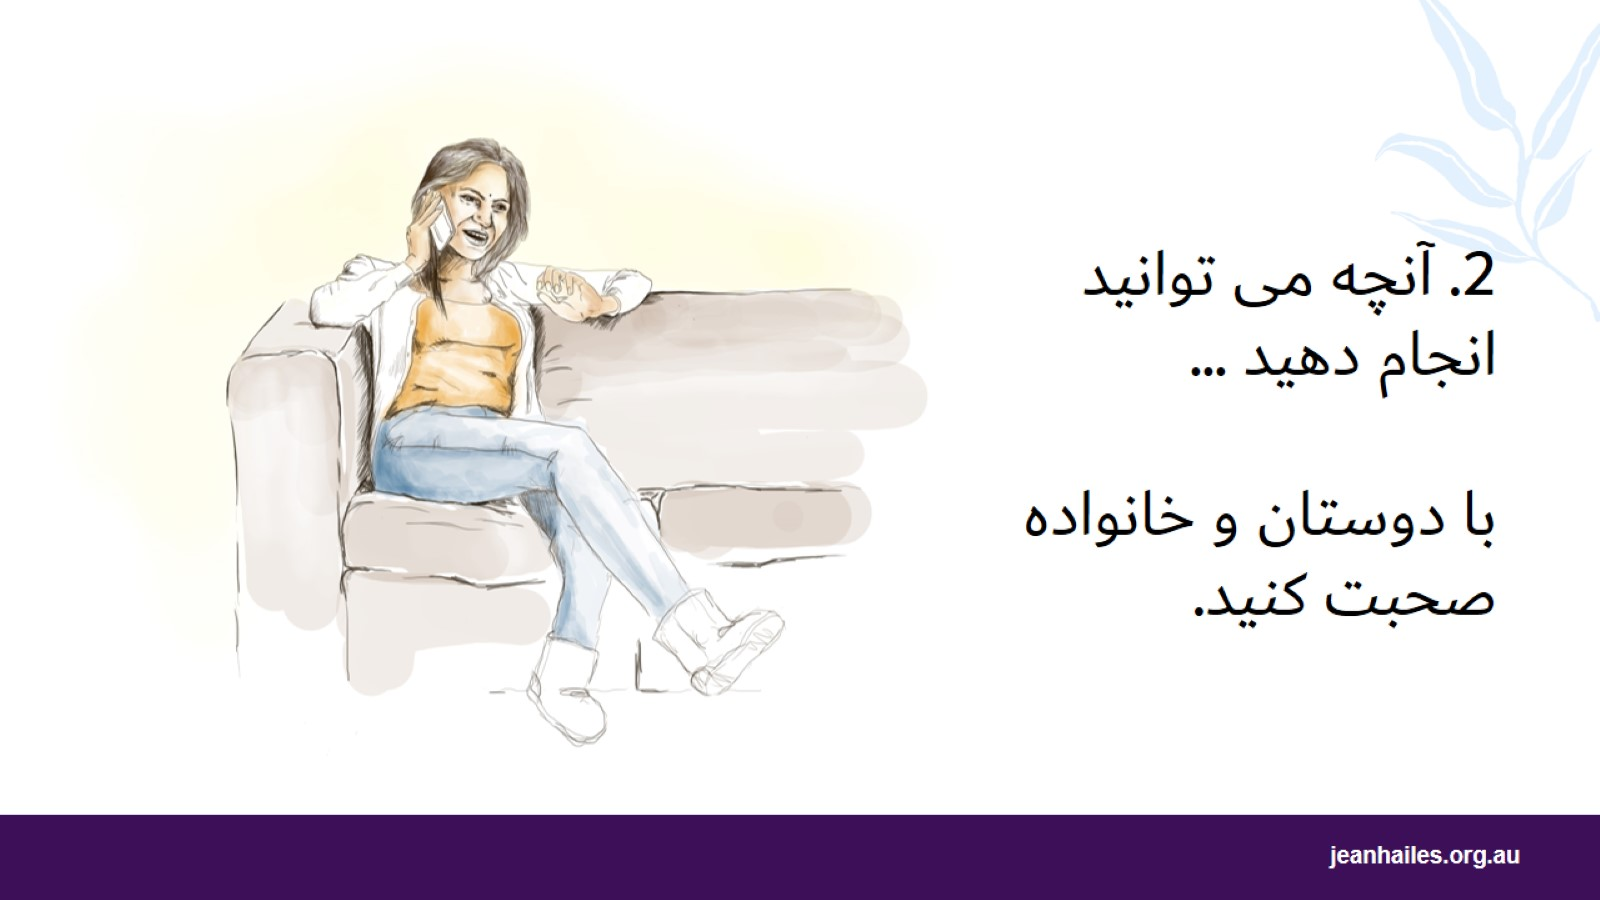 2. آنچه می توانید
انجام دهید ...
با دوستان و خانواده
صحبت کنید.
jeanhailes.org.au